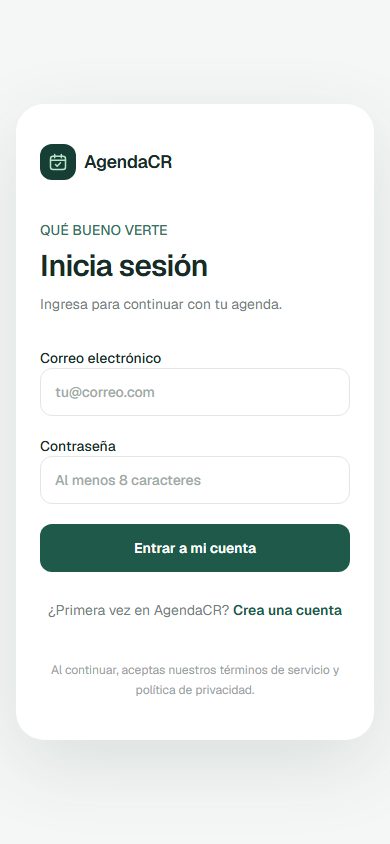 AgendaCR
QUÉ BUENO VERTE
Inicia sesión
Ingresa para continuar con tu agenda.
Correo electrónico
tu@correo.com
Contraseña
Al menos 8 caracteres
Entrar a mi cuenta
¿Primera vez en AgendaCR? Crea una cuenta
Al continuar, aceptas nuestros términos de servicio y
política de privacidad.